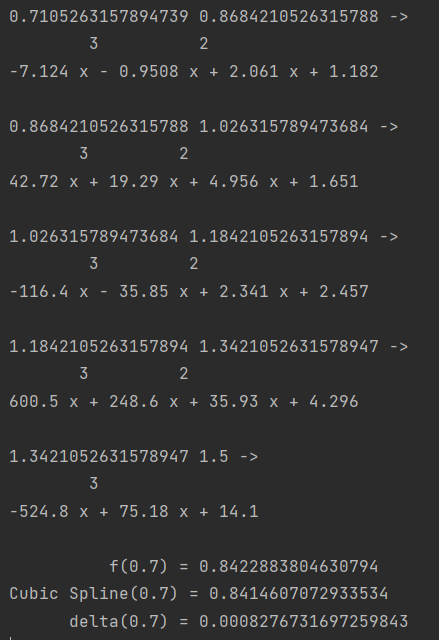 0.7105263157894739 0.8684210526315788 ->
        3          2
-7.124 x - 0.9508 x + 2.061 x + 1.182

0.8684210526315788 1.026315789473684 ->
       3         2
42.72 x + 19.29 x + 4.956 x + 1.651

1.026315789473684 1.1842105263157894 ->
        3         2
-116.4 x - 35.85 x + 2.341 x + 2.457

1.1842105263157894 1.3421052631578947 ->
       3         2
600.5 x + 248.6 x + 35.93 x + 4.296

1.3421052631578947 1.5 ->
        3
-524.8 x + 75.18 x + 14.1

          f(0.7) = 0.8422883804630794
Cubic Spline(0.7) = 0.8414607072933534
      delta(0.7) = 0.0008276731697259843